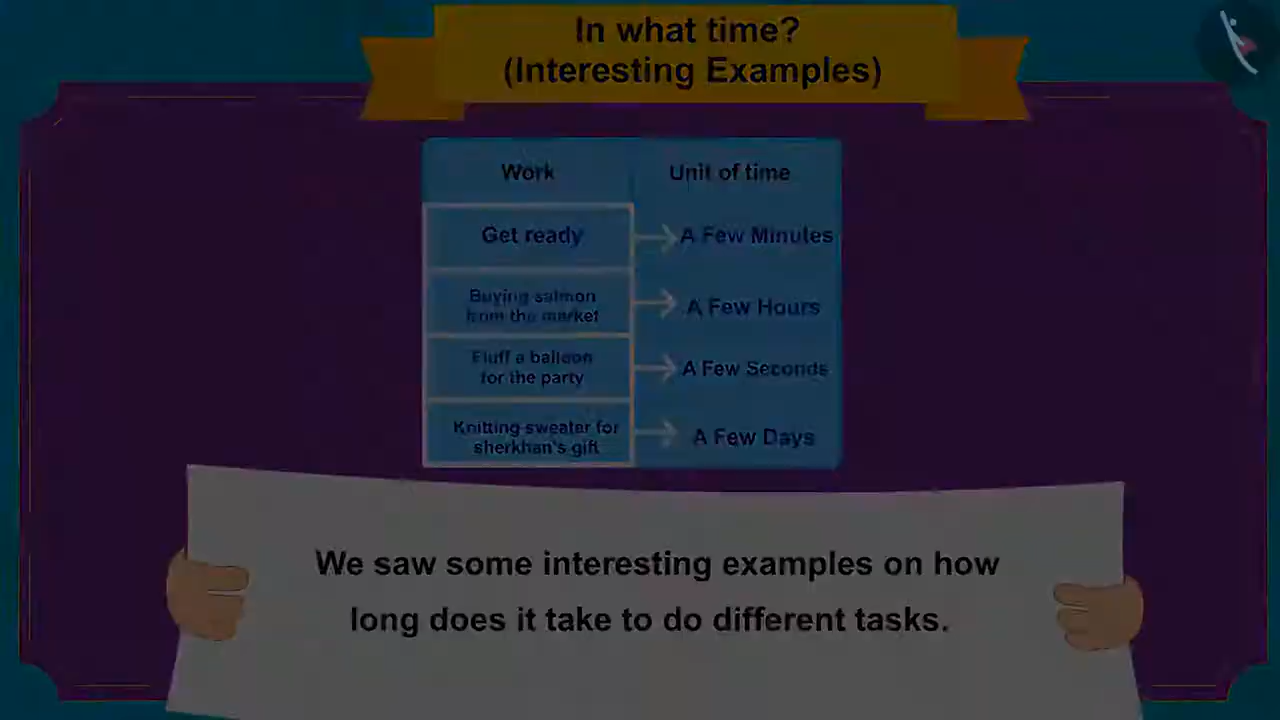 In what time?
(Interesting Examples)
Work
Unit of time
Get ready
A Few Minutes
Buying salmon
from the market
A Few Hours
Fluff a balloon
for the party
A Few Seconds
Knitting sweater for
sherkhan's gift
A Few Days
We saw some interesting examples on how
long does it take to do different tasks.